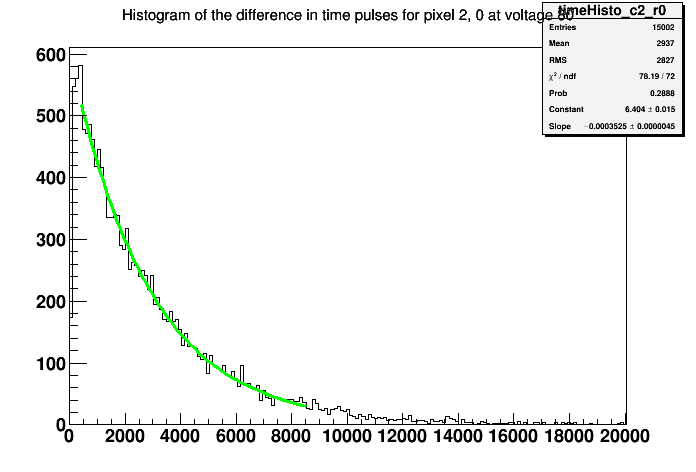 Histogram of the difference in time pulses for pixel 2, 0 at voltage 80
timeHisto_c2_r0
Entries 15002
Mean 2937
RMS 2827
χ² / ndf 78.19 / 72
Prob 0.2888
Constant 6.404 ± 0.015
Slope −0.0003525 ± 0.0000045
600
500
400
300
200
100
0
0 2000 4000 6000 8000 10000 12000 14000 16000 18000 20000